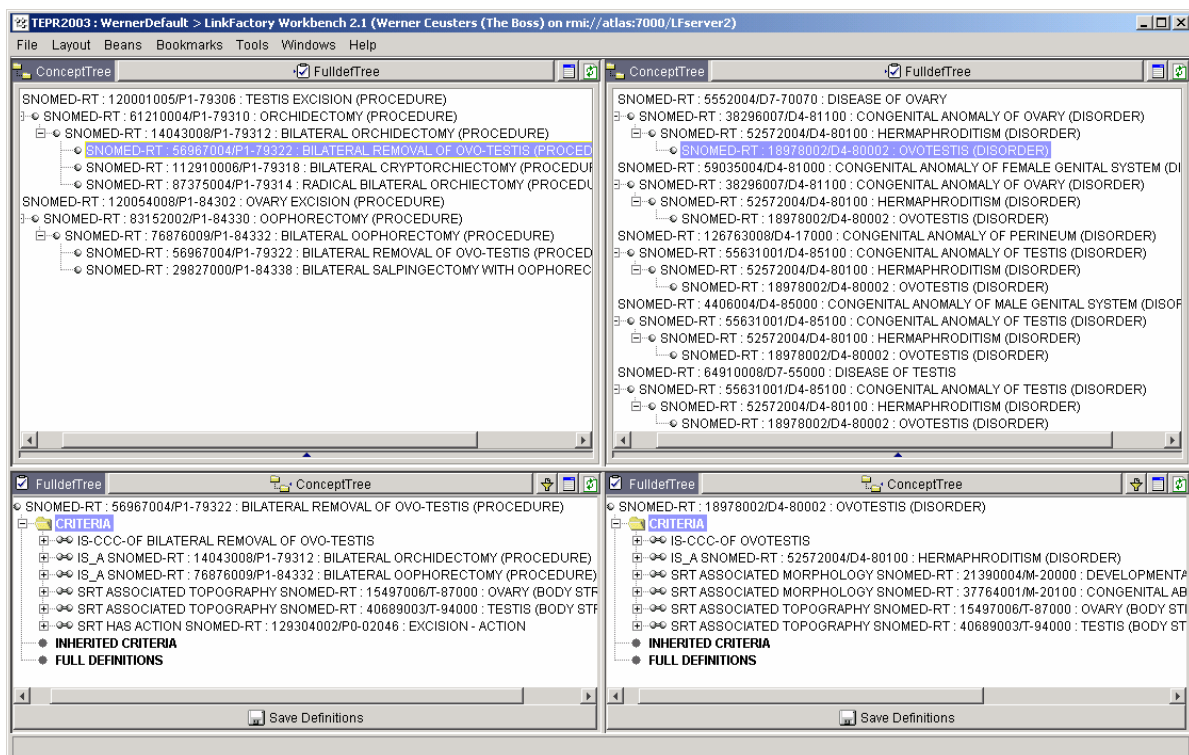 TEPR2003 : WernerDefault > LinkFactory Workbench 2.1 (Werner Ceusters (The Boss) on rmi://atlas:7000/LFserver2)
File Layout Beans Bookmarks Tools Windows Help
ConceptTree FulldefTree
SNOMED-RT : 120001005/P1-79306 : TESTIS EXCISION (PROCEDURE)
SNOMED-RT : 61210004/P1-79310 : ORCHIDECTOMY (PROCEDURE)
SNOMED-RT : 14043008/P1-79312 : BILATERAL ORCHIDECTOMY (PROCEDURE)
SNOMED-RT : 56967004/P1-79322 : BILATERAL REMOVAL OF OVO-TESTIS (PROCED
SNOMED-RT : 112910006/P1-79318 : BILATERAL CRYPTORCHIECTOMY (PROCEDUF
SNOMED-RT : 87375004/P1-79314 : RADICAL BILATERAL ORCHIECTOMY (PROCEDU
SNOMED-RT : 120054008/P1-84302 : OVARY EXCISION (PROCEDURE)
SNOMED-RT : 83152002/P1-84330 : OOPHORECTOMY (PROCEDURE)
SNOMED-RT : 76876009/P1-84332 : BILATERAL OOPHORECTOMY (PROCEDURE)
SNOMED-RT : 56967004/P1-79322 : BILATERAL REMOVAL OF OVO-TESTIS (PROCED
SNOMED-RT : 29827000/P1-84338 : BILATERAL SALPINGECTOMY WITH OOPHOREC
ConceptTree FulldefTree
SNOMED-RT : 5552004/D7-70070 : DISEASE OF OVARY
SNOMED-RT : 38296007/D4-81100 : CONGENITAL ANOMALY OF OVARY (DISORDER)
SNOMED-RT : 52572004/D4-80100 : HERMAPHRODITISM (DISORDER)
SNOMED-RT : 18978002/D4-80002 : OVOTESTIS (DISORDER)
SNOMED-RT : 59035004/D4-81000 : CONGENITAL ANOMALY OF FEMALE GENITAL SYSTEM (DI
SNOMED-RT : 38296007/D4-81100 : CONGENITAL ANOMALY OF OVARY (DISORDER)
SNOMED-RT : 52572004/D4-80100 : HERMAPHRODITISM (DISORDER)
SNOMED-RT : 18978002/D4-80002 : OVOTESTIS (DISORDER)
SNOMED-RT : 126763008/D4-17000 : CONGENITAL ANOMALY OF PERINEUM (DISORDER)
SNOMED-RT : 55631001/D4-85100 : CONGENITAL ANOMALY OF TESTIS (DISORDER)
SNOMED-RT : 52572004/D4-80100 : HERMAPHRODITISM (DISORDER)
SNOMED-RT : 18978002/D4-80002 : OVOTESTIS (DISORDER)
SNOMED-RT : 4406004/D4-85000 : CONGENITAL ANOMALY OF MALE GENITAL SYSTEM (DISOF
SNOMED-RT : 55631001/D4-85100 : CONGENITAL ANOMALY OF TESTIS (DISORDER)
SNOMED-RT : 52572004/D4-80100 : HERMAPHRODITISM (DISORDER)
SNOMED-RT : 18978002/D4-80002 : OVOTESTIS (DISORDER)
SNOMED-RT : 64910008/D7-55000 : DISEASE OF TESTIS
SNOMED-RT : 55631001/D4-85100 : CONGENITAL ANOMALY OF TESTIS (DISORDER)
SNOMED-RT : 52572004/D4-80100 : HERMAPHRODITISM (DISORDER)
SNOMED-RT : 18978002/D4-80002 : OVOTESTIS (DISORDER)
FulldefTree ConceptTree
SNOMED-RT : 56967004/P1-79322 : BILATERAL REMOVAL OF OVO-TESTIS (PROCEDURE)
CRITERIA
IS-CCC-OF BILATERAL REMOVAL OF OVO-TESTIS
IS_A SNOMED-RT : 14043008/P1-79312 : BILATERAL ORCHIDECTOMY (PROCEDURE)
IS_A SNOMED-RT : 76876009/P1-84332 : BILATERAL OOPHORECTOMY (PROCEDURE)
SRT ASSOCIATED TOPOGRAPHY SNOMED-RT : 15497006/T-87000 : OVARY (BODY STR
SRT ASSOCIATED TOPOGRAPHY SNOMED-RT : 40689003/T-94000 : TESTIS (BODY STF
SRT HAS ACTION SNOMED-RT : 129304002/P0-02046 : EXCISION - ACTION
INHERITED CRITERIA
FULL DEFINITIONS
Save Definitions
FulldefTree ConceptTree
SNOMED-RT : 18978002/D4-80002 : OVOTESTIS (DISORDER)
CRITERIA
IS-CCC-OF OVOTESTIS
IS_A SNOMED-RT : 52572004/D4-80100 : HERMAPHRODITISM (DISORDER)
SRT ASSOCIATED MORPHOLOGY SNOMED-RT : 21390004/M-20000 : DEVELOPMENTA
SRT ASSOCIATED MORPHOLOGY SNOMED-RT : 37764001/M-20100 : CONGENITAL AB
SRT ASSOCIATED TOPOGRAPHY SNOMED-RT : 15497006/T-87000 : OVARY (BODY STI
SRT ASSOCIATED TOPOGRAPHY SNOMED-RT : 40689003/T-94000 : TESTIS (BODY ST
INHERITED CRITERIA
FULL DEFINITIONS
Save Definitions